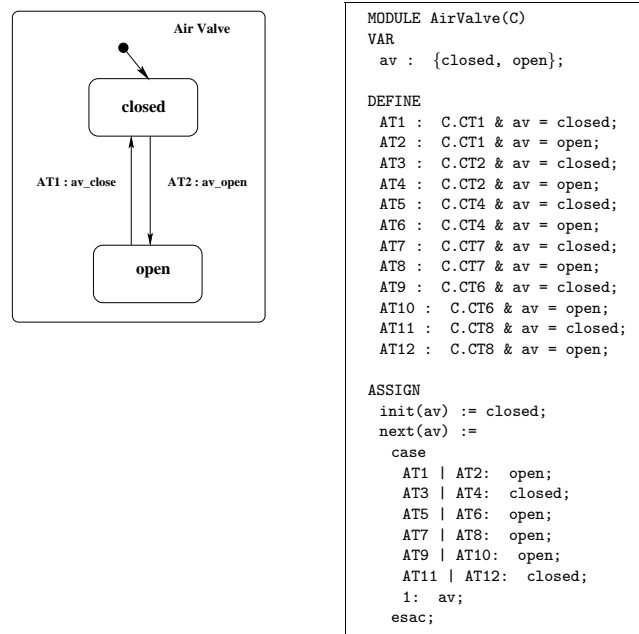 Air Valve
closed
AT1 : av_close
AT2 : av_open
open
MODULE AirValve(C)
VAR
av : {closed, open};
DEFINE
AT1 : C.CT1 & av = closed;
AT2 : C.CT1 & av = open;
AT3 : C.CT2 & av = closed;
AT4 : C.CT2 & av = open;
AT5 : C.CT4 & av = closed;
AT6 : C.CT4 & av = open;
AT7 : C.CT7 & av = closed;
AT8 : C.CT7 & av = open;
AT9 : C.CT6 & av = closed;
AT10 : C.CT6 & av = open;
AT11 : C.CT8 & av = closed;
AT12 : C.CT8 & av = open;
ASSIGN
init(av) := closed;
next(av) :=
case
AT1 | AT2: open;
AT3 | AT4: closed;
AT5 | AT6: open;
AT7 | AT8: open;
AT9 | AT10: open;
AT11 | AT12: closed;
1: av;
esac;